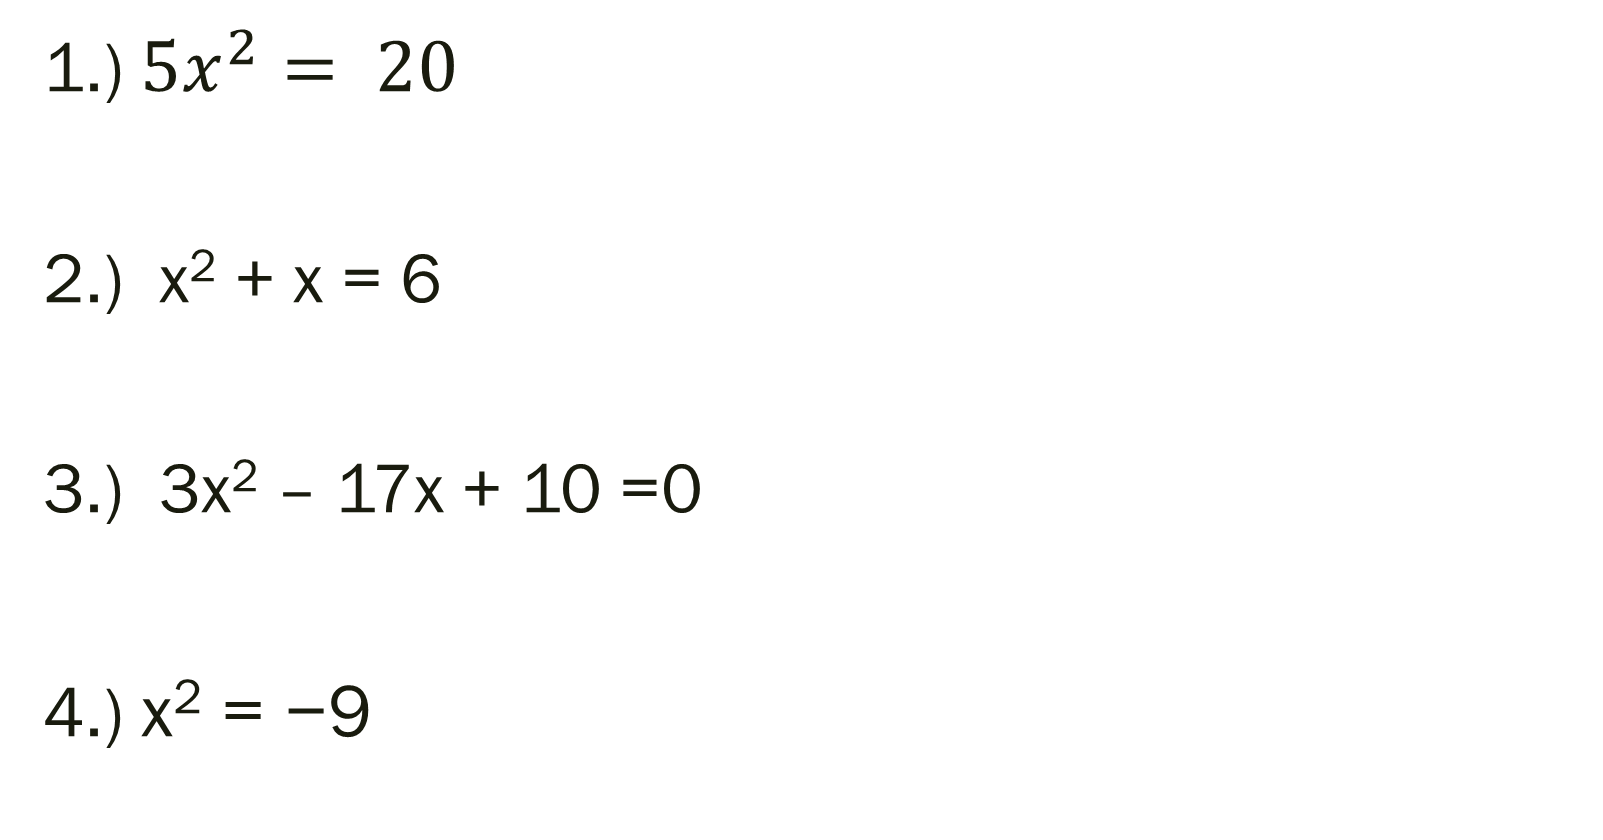 1.) 5x² = 20
2.) x² + x = 6
3.) 3x² – 17x + 10 =0
4.) x² = −9